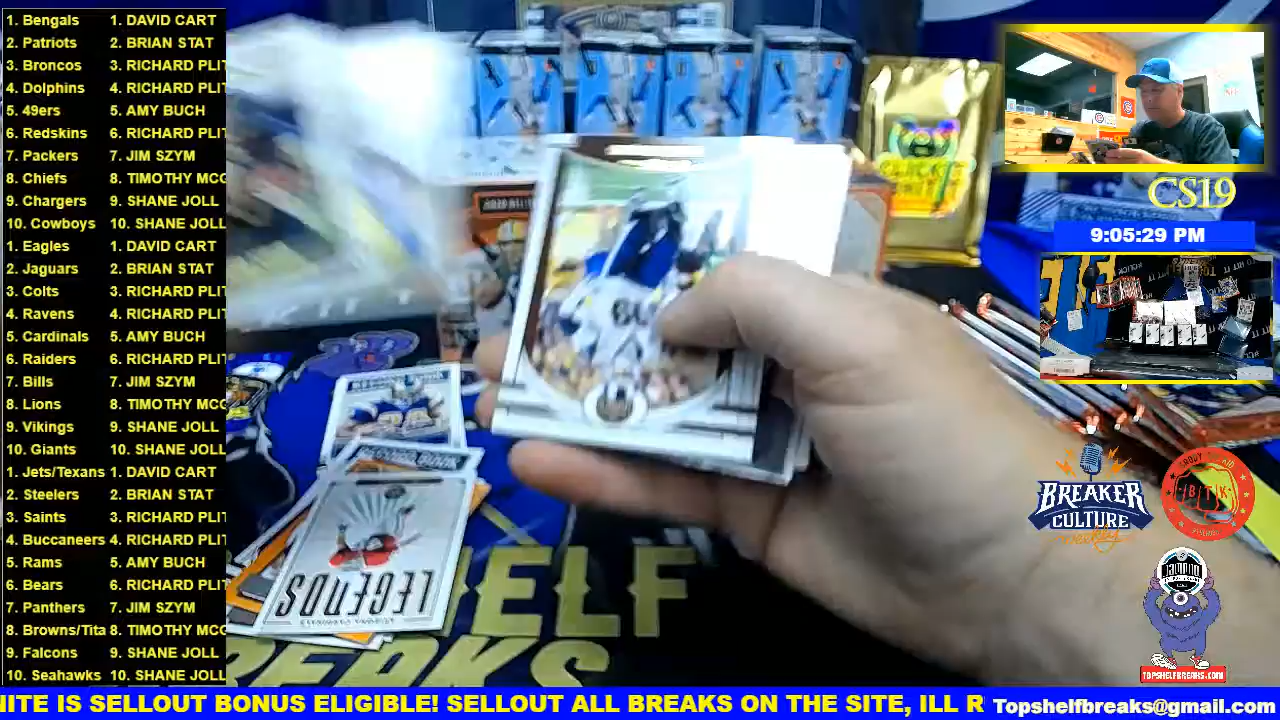 1. Bengals 1. DAVID CART
2. Patriots 2. BRIAN STAT
3. Broncos 3. RICHARD PLIT
4. Dolphins 4. RICHARD PLIT
5. 49ers 5. AMY BUCH
6. Redskins 6. RICHARD PLIT
7. Packers 7. JIM SZYM
8. Chiefs 8. TIMOTHY MCG
9. Chargers 9. SHANE JOLL
10. Cowboys 10. SHANE JOLL
1. Eagles 1. DAVID CART
2. Jaguars 2. BRIAN STAT
3. Colts 3. RICHARD PLIT
4. Ravens 4. RICHARD PLIT
5. Cardinals 5. AMY BUCH
6. Raiders 6. RICHARD PLIT
7. Bills 7. JIM SZYM
8. Lions 8. TIMOTHY MCG
9. Vikings 9. SHANE JOLL
10. Giants 10. SHANE JOLL
1. Jets/Texans 1. DAVID CART
2. Steelers 2. BRIAN STAT
3. Saints 3. RICHARD PLIT
4. Buccaneers 4. RICHARD PLIT
5. Rams 5. AMY BUCH
6. Bears 6. RICHARD PLIT
7. Panthers 7. JIM SZYM
8. Browns/Tita 8. TIMOTHY MCG
9. Falcons 9. SHANE JOLL
10. Seahawks 10. SHANE JOLL
CS19
9:05:29 PM
BREAKER
CULTURE
BTK
LEGENDS
SHELF
BREAKS
TOPSHELFBREAKS.COM
NITE IS SELLOUT BONUS ELIGIBLE! SELLOUT ALL BREAKS ON THE SITE, ILL R
Topshelfbreaks@gmail.com